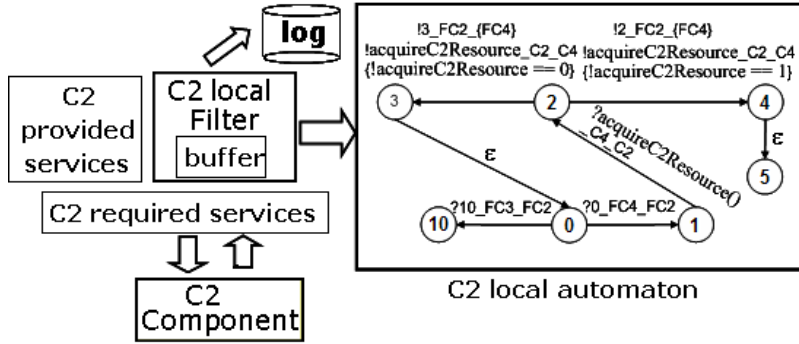 log
C2 provided services
C2 local Filter
buffer
C2 required services
C2 Component
!3_FC2_{FC4}
!acquireC2Resource_C2_C4
{!acquireC2Resource == 0}
!2_FC2_{FC4}
!acquireC2Resource_C2_C4
{!acquireC2Resource == 1}
3
2
4
?acquireC2Resource()
_C4_C2
ε
ε
5
10
?10_FC3_FC2
0
?0_FC4_FC2
1
C2 local automaton